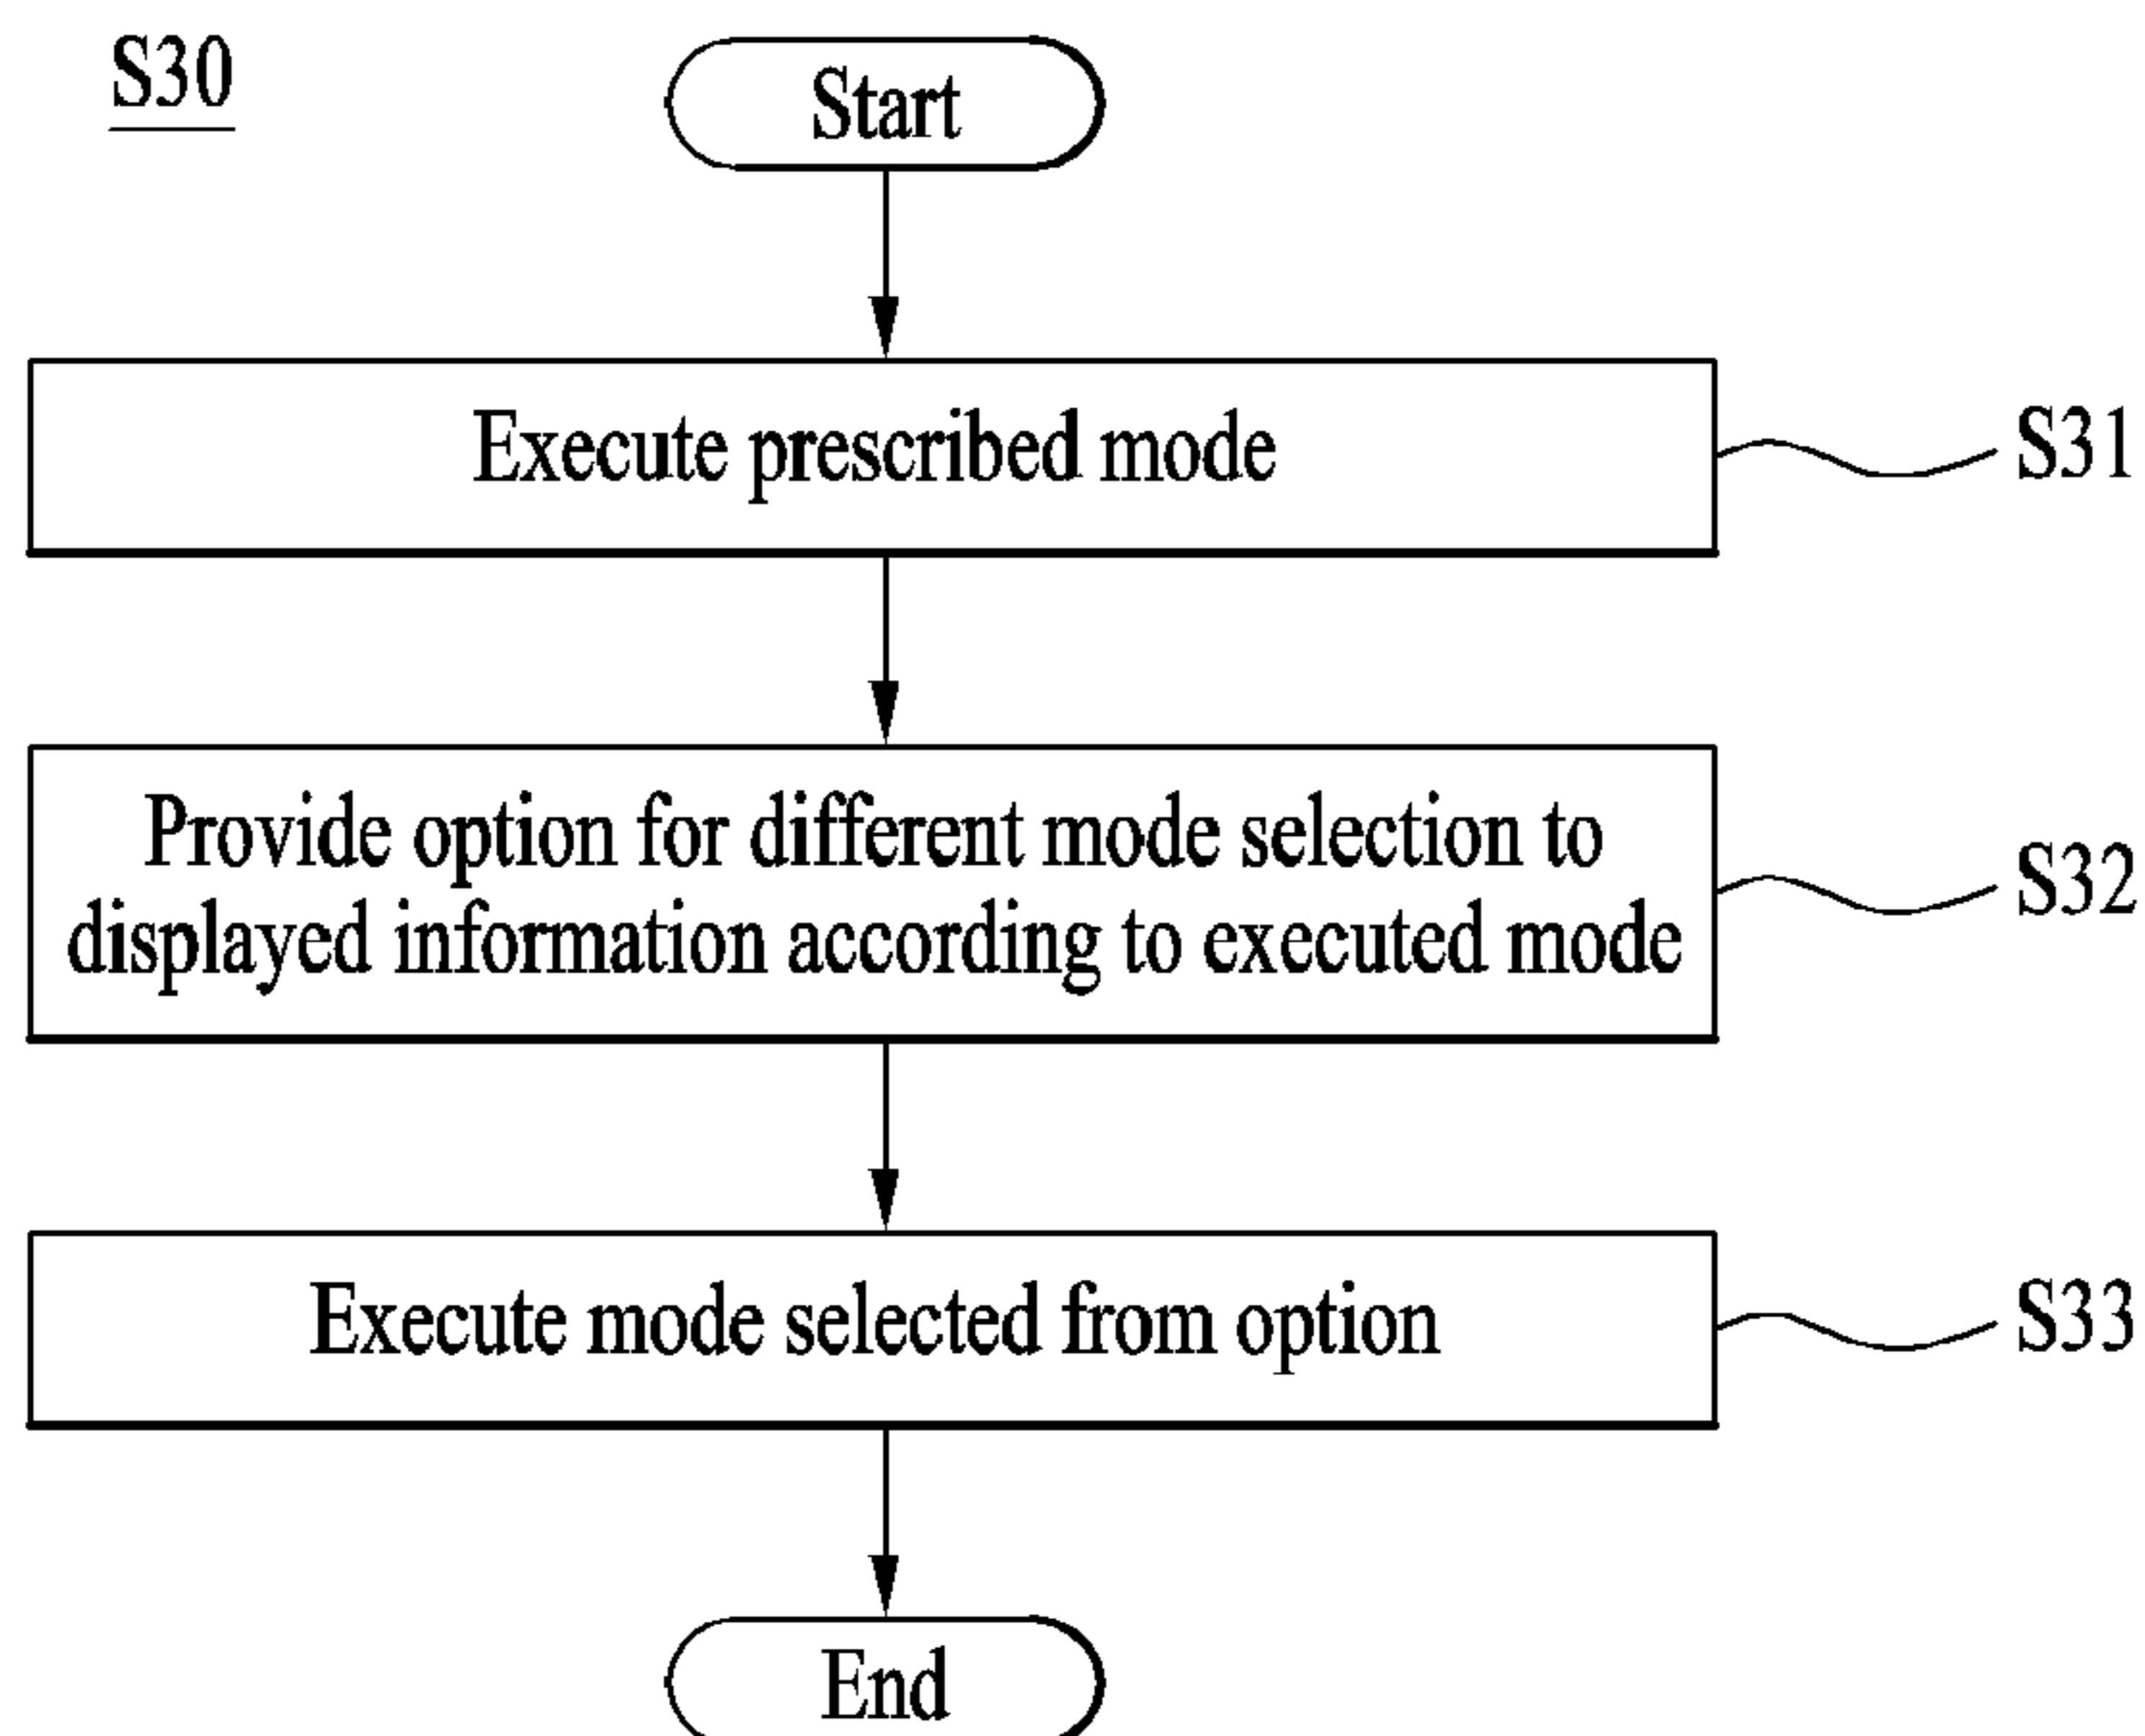 S30
Start
Execute prescribed mode
S31
Provide option for different mode selection to
displayed information according to executed mode
S32
Execute mode selected from option
S33
End